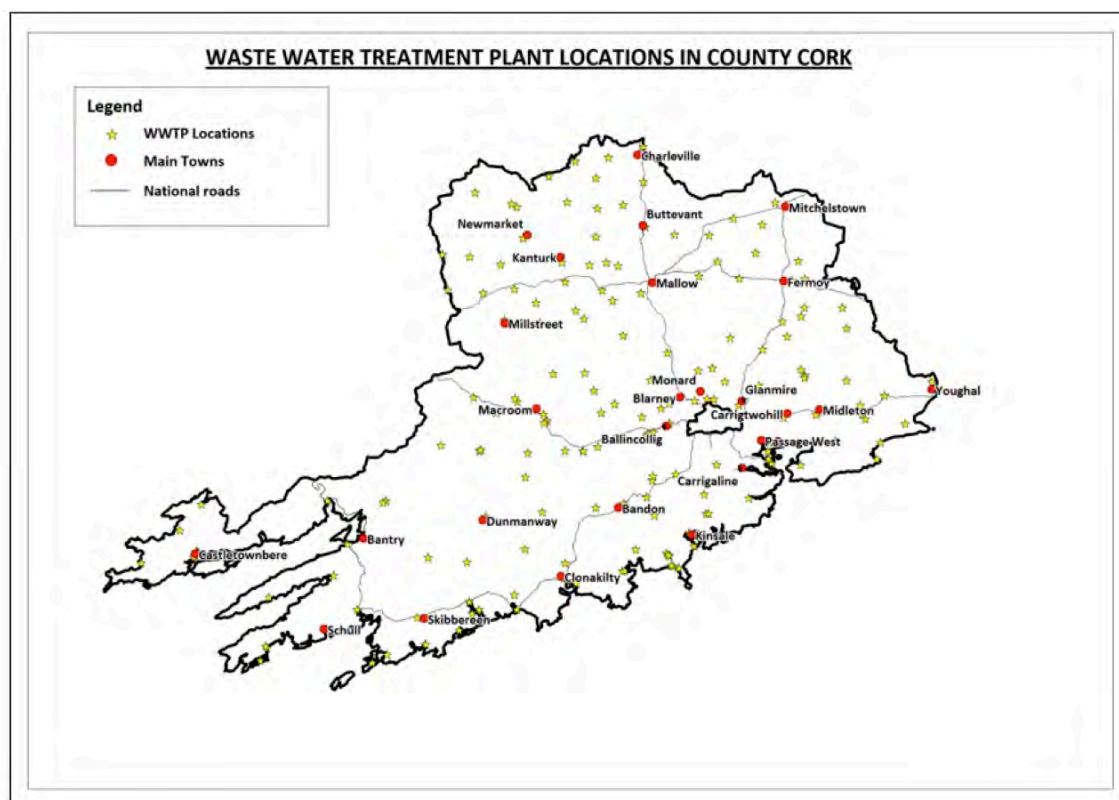 WASTE WATER TREATMENT PLANT LOCATIONS IN COUNTY CORK
Legend
WWTP Locations
Main Towns
National roads
Charleville
Mitchelstown
Buttevant
Newmarket
Kanturk
Mallow
Fermoy
Millstreet
Monard
Glanmire
Youghal
Blarney
Macroom
Carrigtwohill
Midleton
Ballincollig
Passage West
Carrigaline
Bandon
Dunmanway
Kinsale
Bantry
Castletownbere
Clonakilty
Skibbereen
Schull